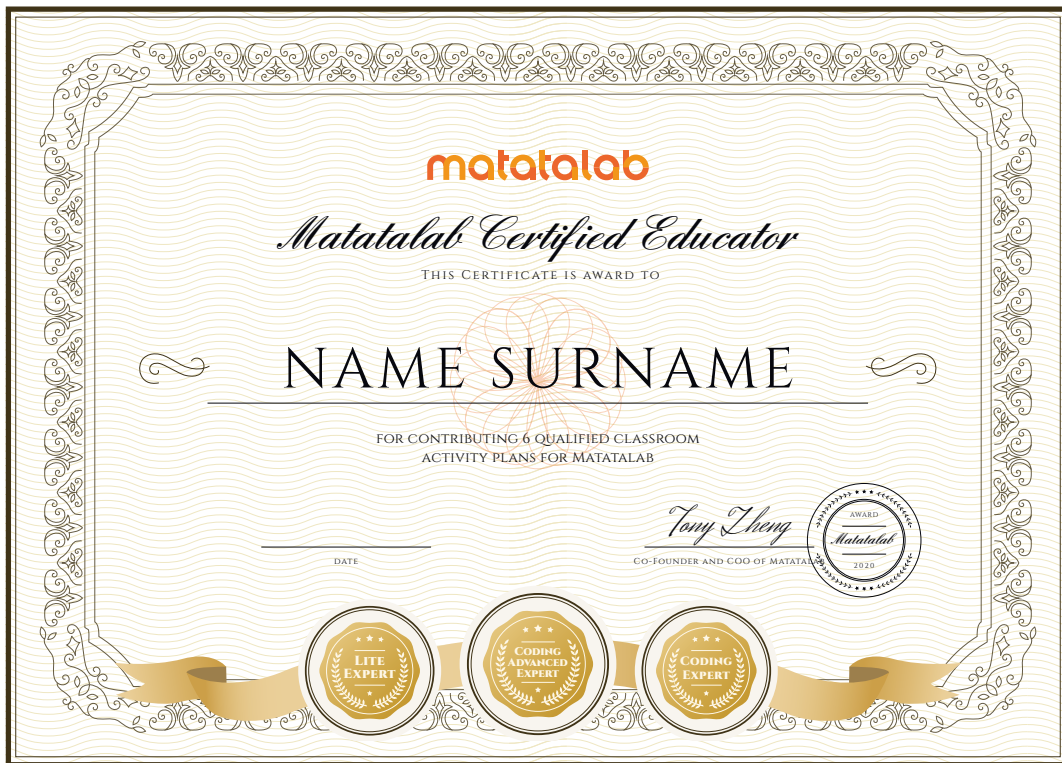 matatalab
Matatalab Certified Educator
This Certificate is award to
NAME SURNAME
for contributing 6 qualified classroom
activity plans for Matatalab
Tony Zheng
date
Co-Founder and COO of Matatalab
AWARD
Matatalab
2020
Lite
Expert
Coding
Advanced
Expert
Coding
Expert